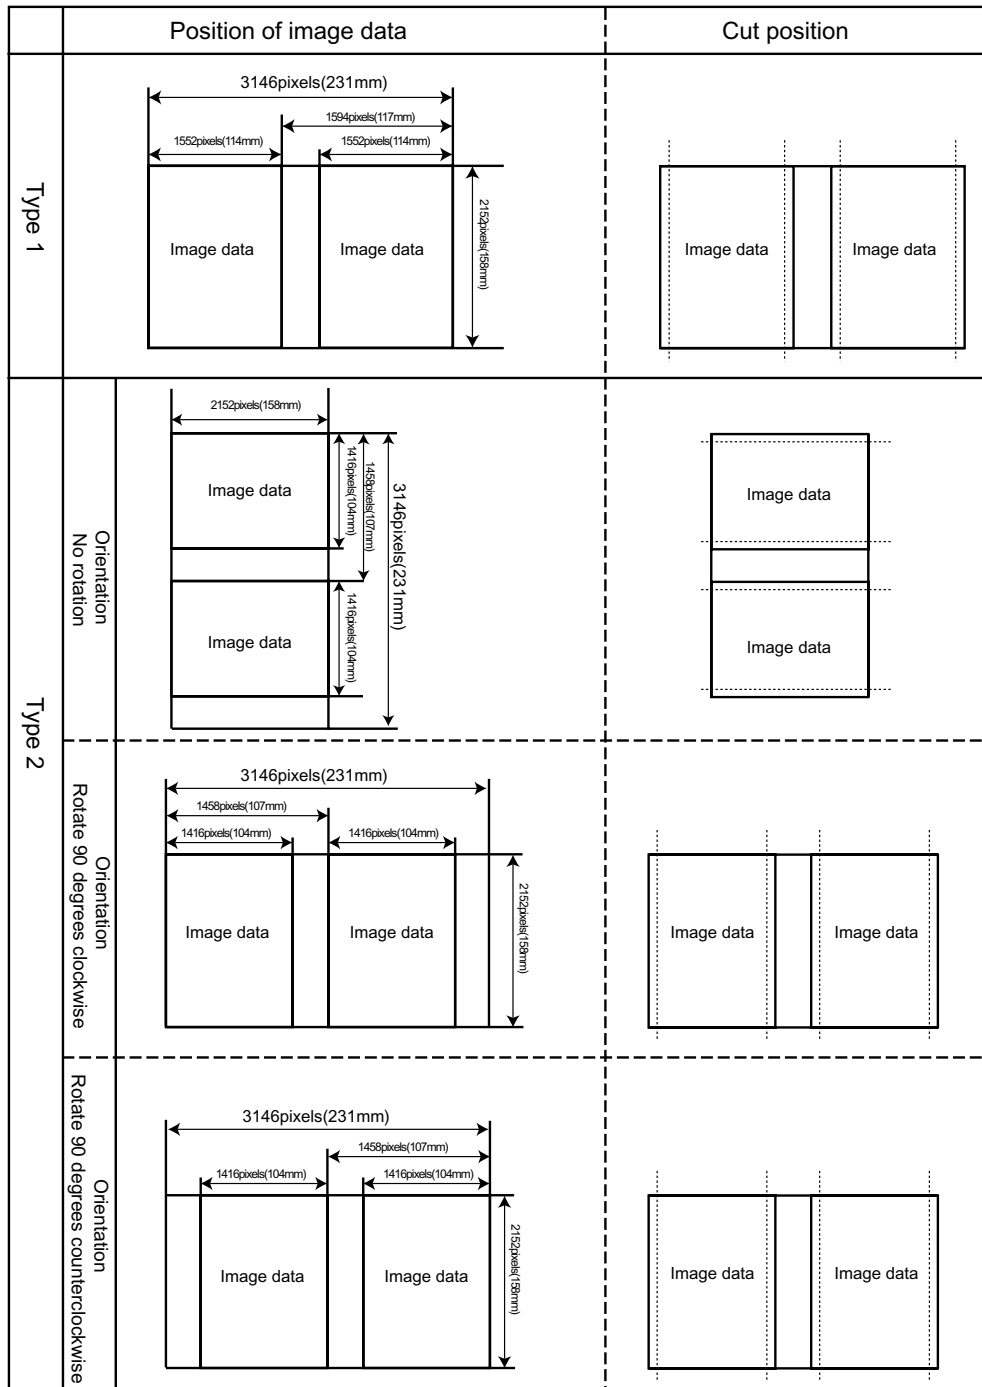 Position of image data
Cut position
Type 1
3146pixels(231mm)
1594pixels(117mm)
1552pixels(114mm)
1552pixels(114mm)
2152pixels(158mm)
Image data
Image data
Image data
Image data
Type 2
Orientation
No rotation
2152pixels(158mm)
1416pixels(104mm)
1458pixels(107mm)
3146pixels(231mm)
1416pixels(104mm)
Image data
Image data
Image data
Image data
Orientation
Rotate 90 degrees clockwise
3146pixels(231mm)
1458pixels(107mm)
1416pixels(104mm)
1416pixels(104mm)
2152pixels(158mm)
Image data
Image data
Image data
Image data
Orientation
Rotate 90 degrees counterclockwise
3146pixels(231mm)
1458pixels(107mm)
1416pixels(104mm)
1416pixels(104mm)
2152pixels(158mm)
Image data
Image data
Image data
Image data